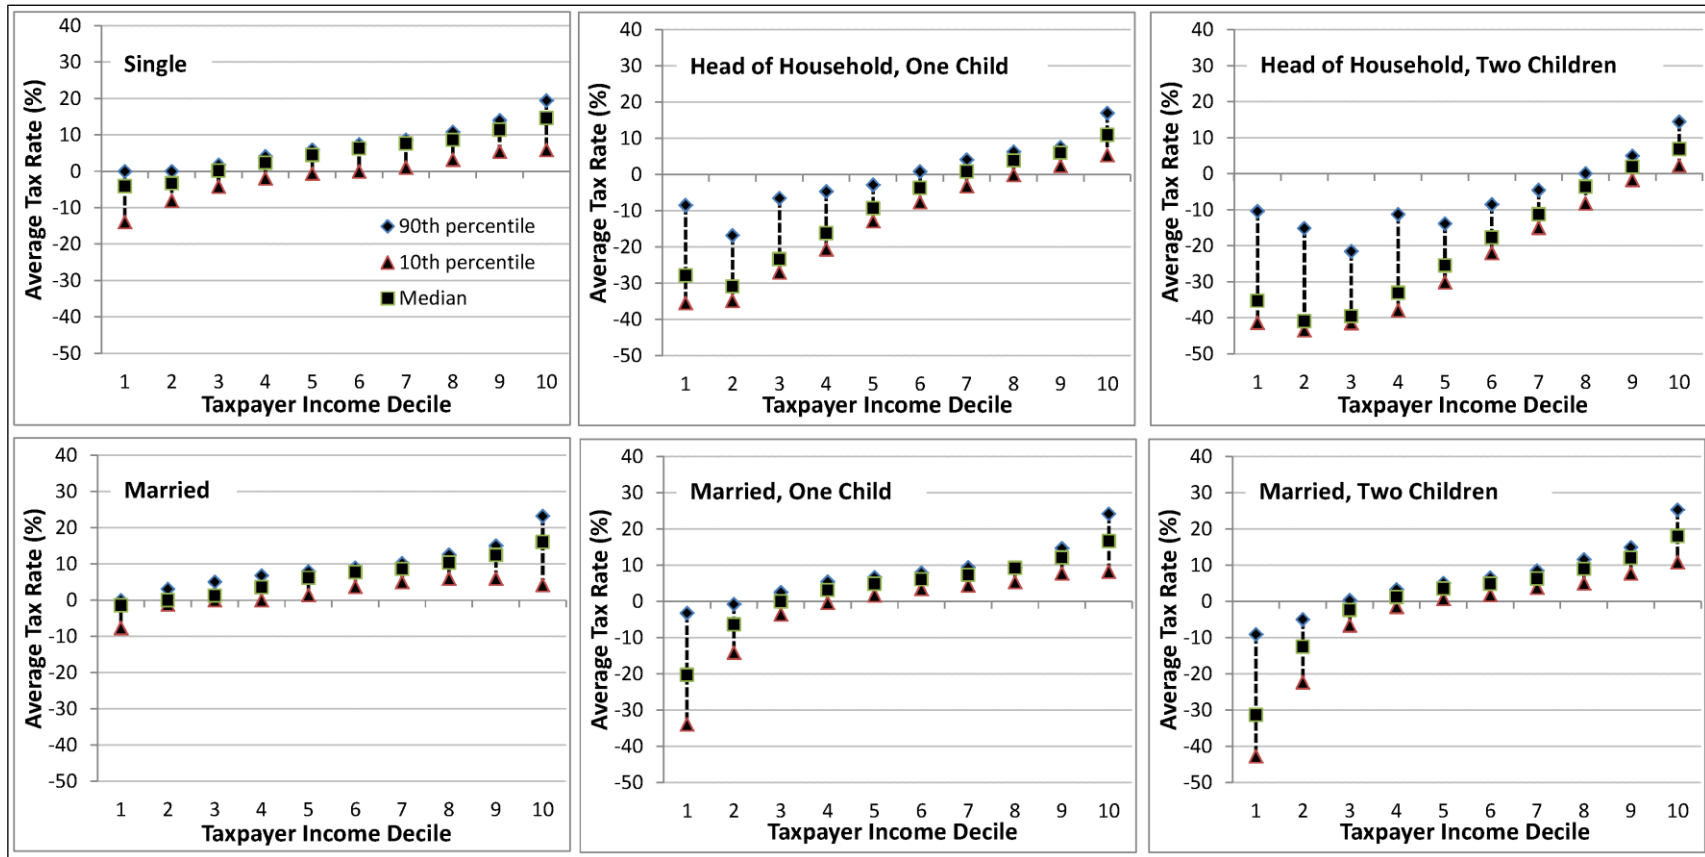 Single
Average Tax Rate (%)
40
30
20
10
0
-10
-20
-30
-40
-50
90th percentile
10th percentile
Median
1 2 3 4 5 6 7 8 9 10
Taxpayer Income Decile
Head of Household, One Child
Average Tax Rate (%)
40
30
20
10
0
-10
-20
-30
-40
-50
1 2 3 4 5 6 7 8 9 10
Taxpayer Income Decile
Head of Household, Two Children
Average Tax Rate (%)
40
30
20
10
0
-10
-20
-30
-40
-50
1 2 3 4 5 6 7 8 9 10
Taxpayer Income Decile
Married
Average Tax Rate (%)
40
30
20
10
0
-10
-20
-30
-40
-50
1 2 3 4 5 6 7 8 9 10
Taxpayer Income Decile
Married, One Child
Average Tax Rate (%)
40
30
20
10
0
-10
-20
-30
-40
-50
1 2 3 4 5 6 7 8 9 10
Taxpayer Income Decile
Married, Two Children
Average Tax Rate (%)
40
30
20
10
0
-10
-20
-30
-40
-50
1 2 3 4 5 6 7 8 9 10
Taxpayer Income Decile